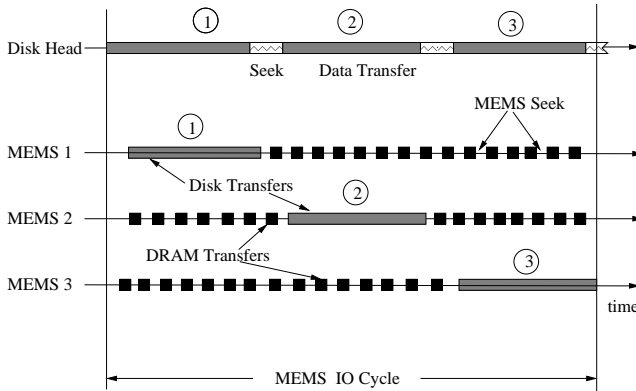 1 2 3
Disk Head
Seek Data Transfer
MEMS Seek
1
MEMS 1
Disk Transfers
2
MEMS 2
DRAM Transfers
3
MEMS 3
time
MEMS IO Cycle